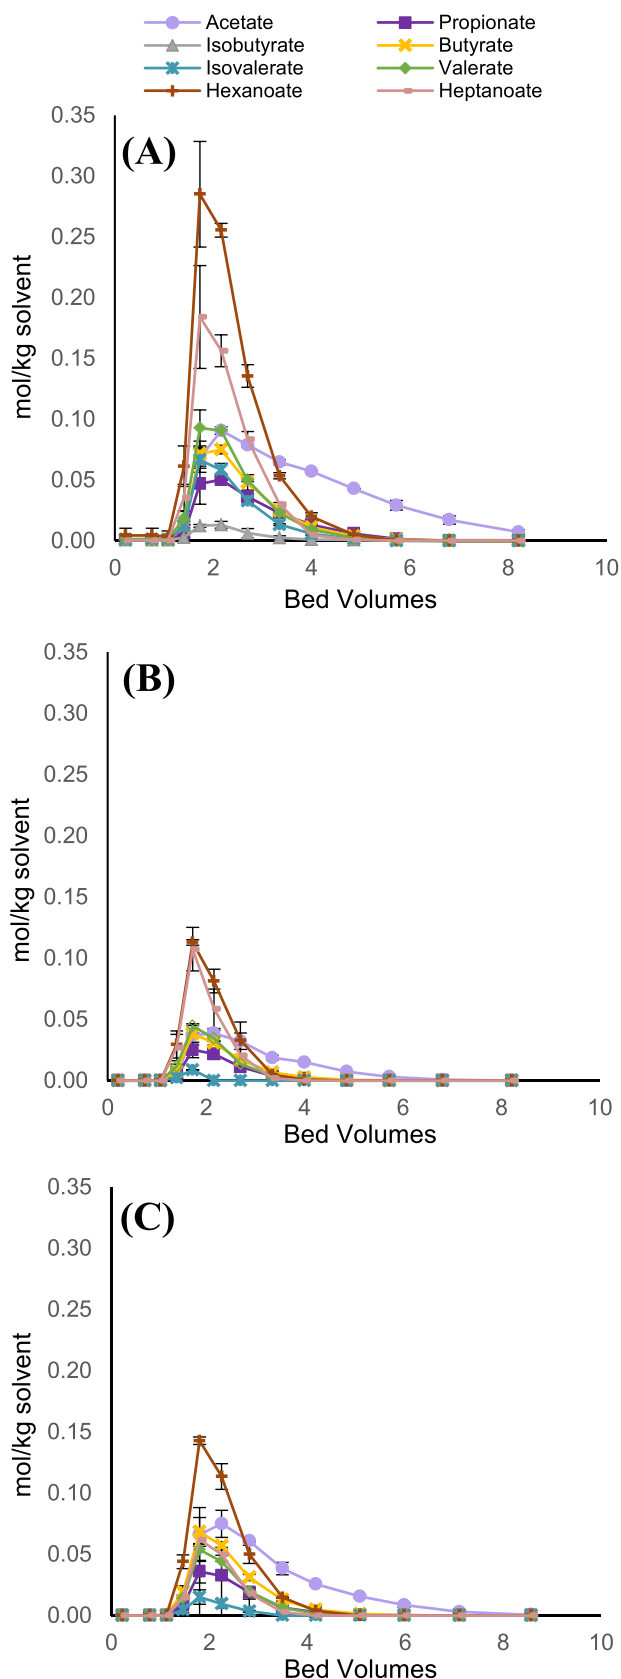 Acetate Propionate
Isobutyrate Butyrate
Isovalerate Valerate
Hexanoate Heptanoate
(A)
mol/kg solvent
0.35
0.30
0.25
0.20
0.15
0.10
0.05
0.00
0 2 4 6 8 10
Bed Volumes
(B)
mol/kg solvent
0.35
0.30
0.25
0.20
0.15
0.10
0.05
0.00
0 2 4 6 8 10
Bed Volumes
(C)
mol/kg solvent
0.35
0.30
0.25
0.20
0.15
0.10
0.05
0.00
0 2 4 6 8 10
Bed Volumes